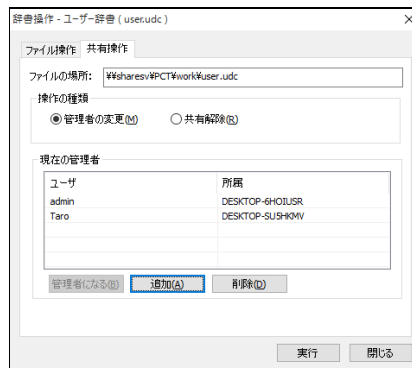 辞書操作 - ユーザー辞書 ( user.udc )
ファイル操作 共有操作
ファイルの場所: ¥¥sharesv¥PCT¥work¥user.udc
操作の種類
管理者の変更(M) 共有解除(R)
現在の管理者
ユーザ 所属
admin DESKTOP-6HOIUSR
Taro DESKTOP-SU5HKMV
管理者になる(B) 追加(A) 削除(D)
実行 閉じる